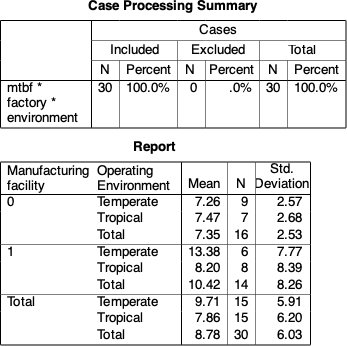 Case Processing Summary
Cases
Included Excluded Total
N Percent N Percent N Percent
mtbf * 30 100.0% 0 .0% 30 100.0%
factory *
environment
Report
Manufacturing Operating Std.
facility Environment Mean N Deviation
0 Temperate 7.26 9 2.57
Tropical 7.47 7 2.68
Total 7.35 16 2.53
1 Temperate 13.38 6 7.77
Tropical 8.20 8 8.39
Total 10.42 14 8.26
Total Temperate 9.71 15 5.91
Tropical 7.86 15 6.20
Total 8.78 30 6.03